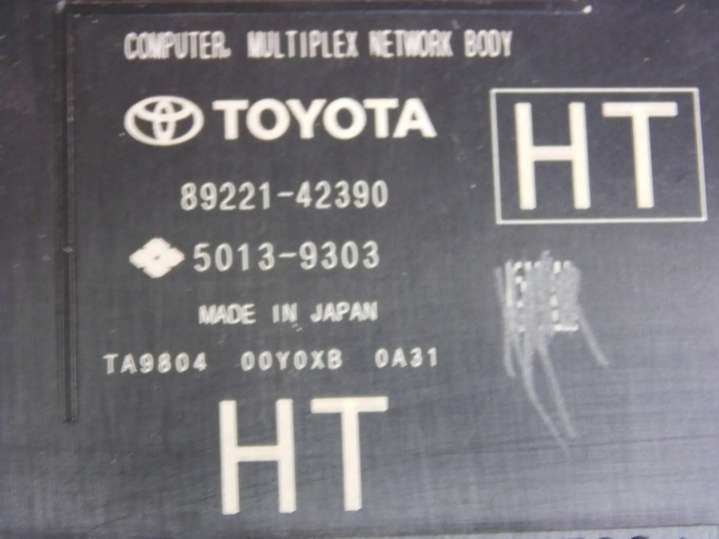 COMPUTER, MULTIPLEX NETWORK BODY
TOYOTA
HT
89221-42390
5013-9303
MADE IN JAPAN
TA9804 00Y0XB 0A31
HT